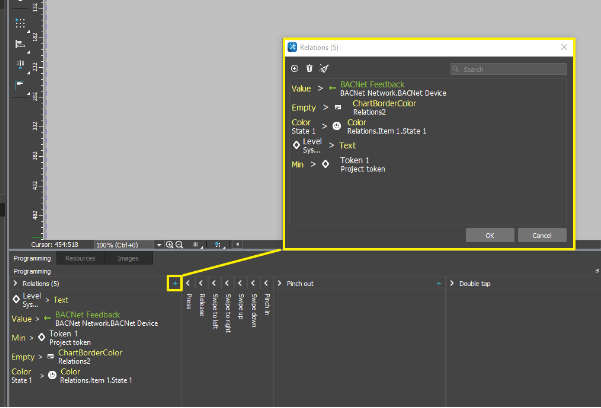 Relations (5)
Search
Value > BACNet Feedback
BACNet Network.BACNet Device
Empty > ChartBorderColor
Relations2
Color > Color
State 1 Relations.Item 1.State 1
Level > Text
Sys...
Min > Token 1
Project token
OK Cancel
Cursor: 454:518 100% (Ctrl+0)
Programming Resources Images
Programming
Relations (5) +
Press
Release
Swipe to left
Swipe to right
Swipe up
Swipe down
Pinch in
Pinch out +
Double tap
Level > Text
Sys...
Value > BACNet Feedback
BACNet Network.BACNet Device
Min > Token 1
Project token
Empty > ChartBorderColor
Relations2
Color > Color
State 1 Relations.Item 1.State 1